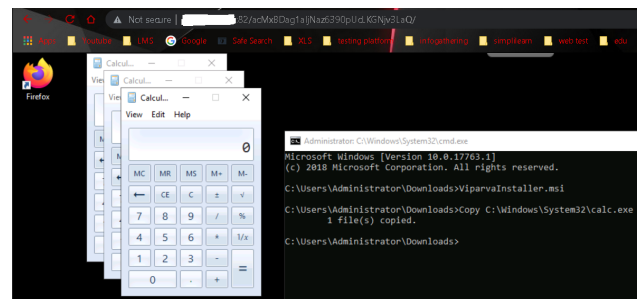 Not secure | :82/acMxBDag1aIjNaz6390pUcLKGNjv3LaQ/
Apps Youtube LMS Google Safe Search XLS testing platform infogathering simplilearn web test edu
Calcul...
Calcul...
View
Calcul...
View Edit Help
Firefox
0
MC MR MS M+ M-
← CE C ± √
7 8 9 / %
4 5 6 * 1/x
1 2 3 - =
0 . +
Administrator: C:\Windows\System32\cmd.exe
Microsoft Windows [Version 10.0.17763.1]
(c) 2018 Microsoft Corporation. All rights reserved.
C:\Users\Administrator\Downloads>ViparvaInstaller.msi
C:\Users\Administrator\Downloads>Copy C:\Windows\System32\calc.exe
1 file(s) copied.
C:\Users\Administrator\Downloads>